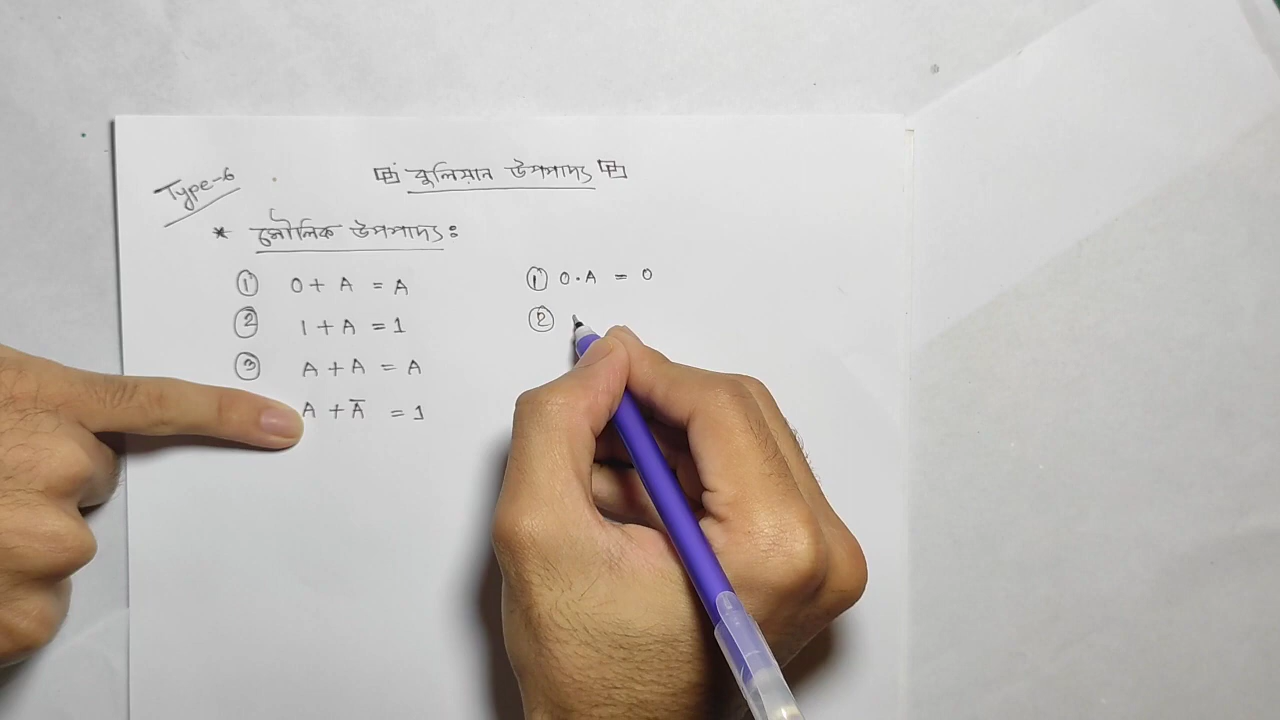 Type-6
বুলিয়ান উপপাদ্য
* মৌলিক উপপাদ্য:
① 0 + A = A
② 1 + A = 1
③ A + A = A
A + A̅ = 1
① 0.A = 0
②